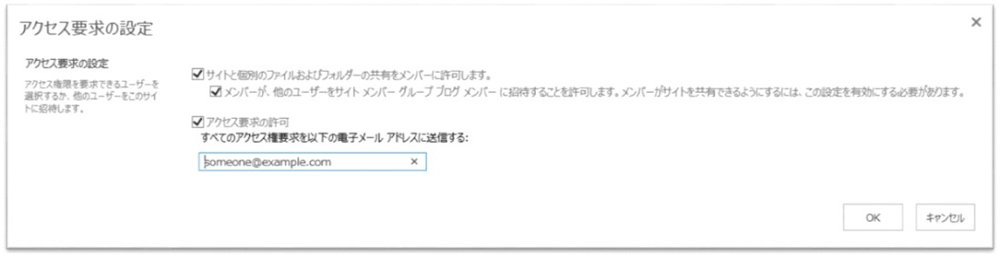 アクセス要求の設定
×
アクセス要求の設定
アクセス権限を要求できるユーザーを
選択するか、他のユーザーをこのサイ
トに招待します。
サイトと個別のファイルおよびフォルダーの共有をメンバーに許可します。
メンバーが、他のユーザーをサイト メンバー グループ ブログ メンバー に招待することを許可します。メンバーがサイトを共有できるようにするには、この設定を有効にする必要があります。
アクセス要求の許可
すべてのアクセス権要求を以下の電子メール アドレスに送信する:
someone@example.com ×
OK キャンセル